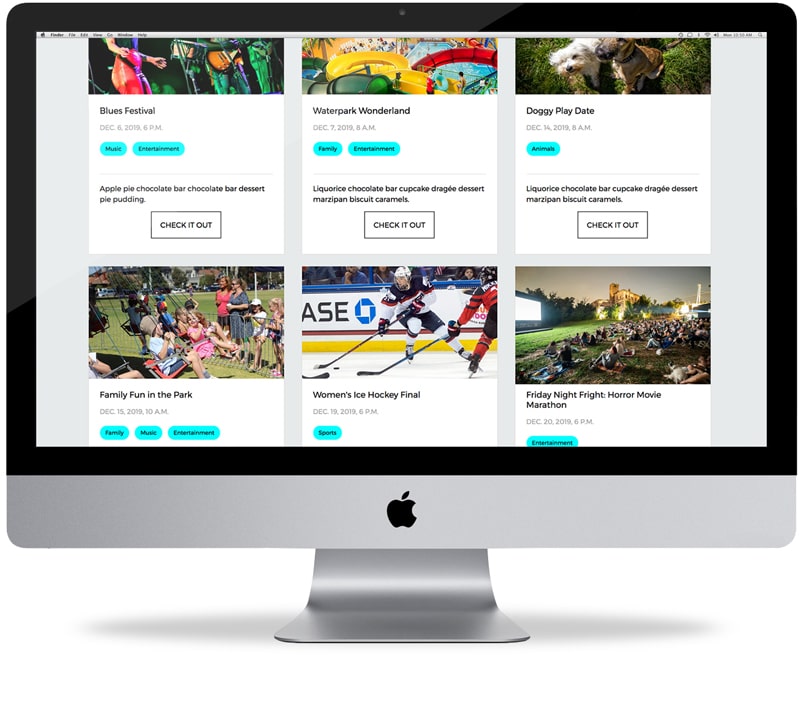 Finder File Edit View Go Window Help
Mon 12:50 AM
Blues Festival
DEC. 6, 2019, 6 P.M.
Music Entertainment
Apple pie chocolate bar chocolate bar dessert
pie pudding.
CHECK IT OUT
Waterpark Wonderland
DEC. 7, 2019, 8 A.M.
Family Entertainment
Liquorice chocolate bar cupcake dragée dessert
marzipan biscuit caramels.
CHECK IT OUT
Doggy Play Date
DEC. 14, 2019, 8 A.M.
Animals
Liquorice chocolate bar cupcake dragée dessert
marzipan biscuit caramels.
CHECK IT OUT
Family Fun in the Park
DEC. 15, 2019, 10 A.M.
Family Music Entertainment
ASE
Women's Ice Hockey Final
DEC. 19, 2019, 6 P.M.
Sports
Friday Night Fright: Horror Movie
Marathon
DEC. 20, 2019, 6 P.M.
Entertainment